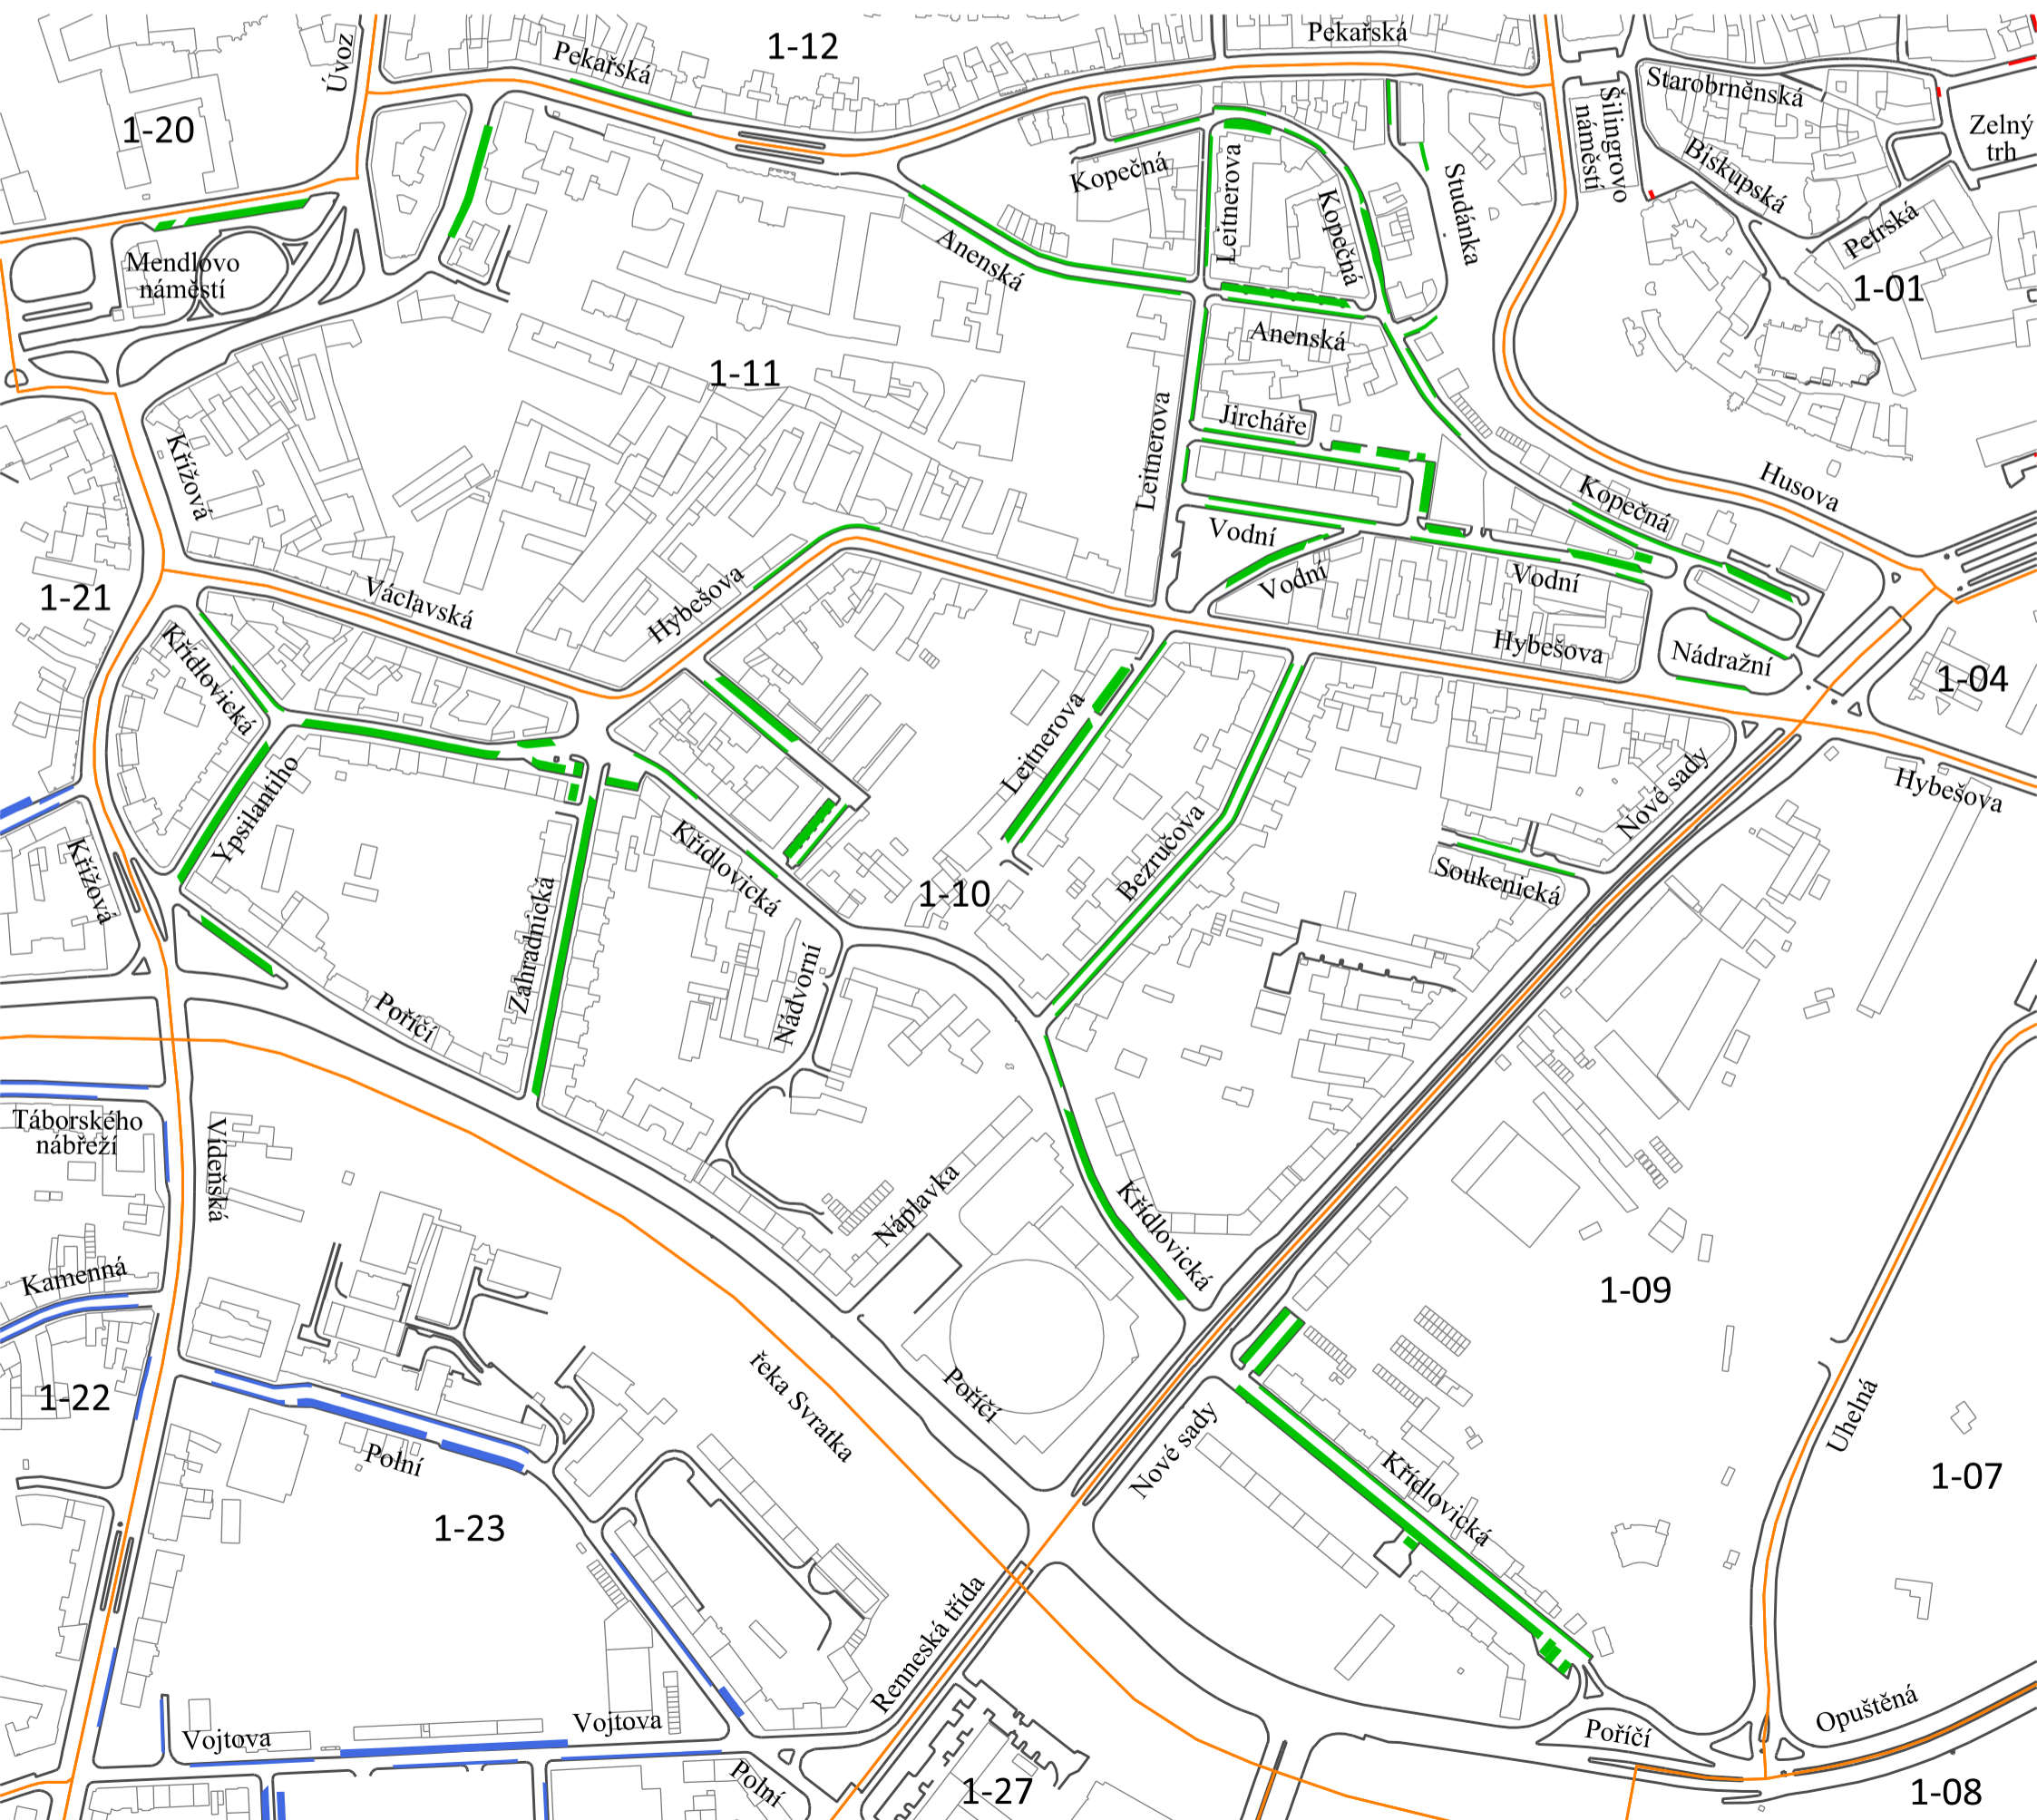 Pekařská
1-12
Pekařská
Úvoz
1-20
Starobrněnská
Šilingrovo
náměstí
Zelný
trh
Biskupská
Petrská
1-01
Kopečná
Leitnerova
Kopečná
Studánka
Mendlovo
náměstí
Anenská
Anenská
1-11
Jircháře
Leitnerova
Křížová
Husova
Kopečná
Vodní
Vodní
Vodní
1-21
Václavská
Hybešova
Hybešova
Nádražní
1-04
Křídlovická
Leitnerova
Nové sady
Hybešova
Ypsilantiho
Křížová
Křídlovická
Bezručova
Soukenická
1-10
Zahradnická
Nádvorní
Poříčí
Táborského
nábřeží
Vídeňská
Náplavka
Křídlovická
Kamenná
1-09
1-22
řeka Svratka
Poříčí
Uhelná
Polní
Nové sady
Křídlovická
1-07
1-23
Renneská třída
Vojtova
Vojtova
Opuštěná
Poříčí
Polní
1-27
1-08